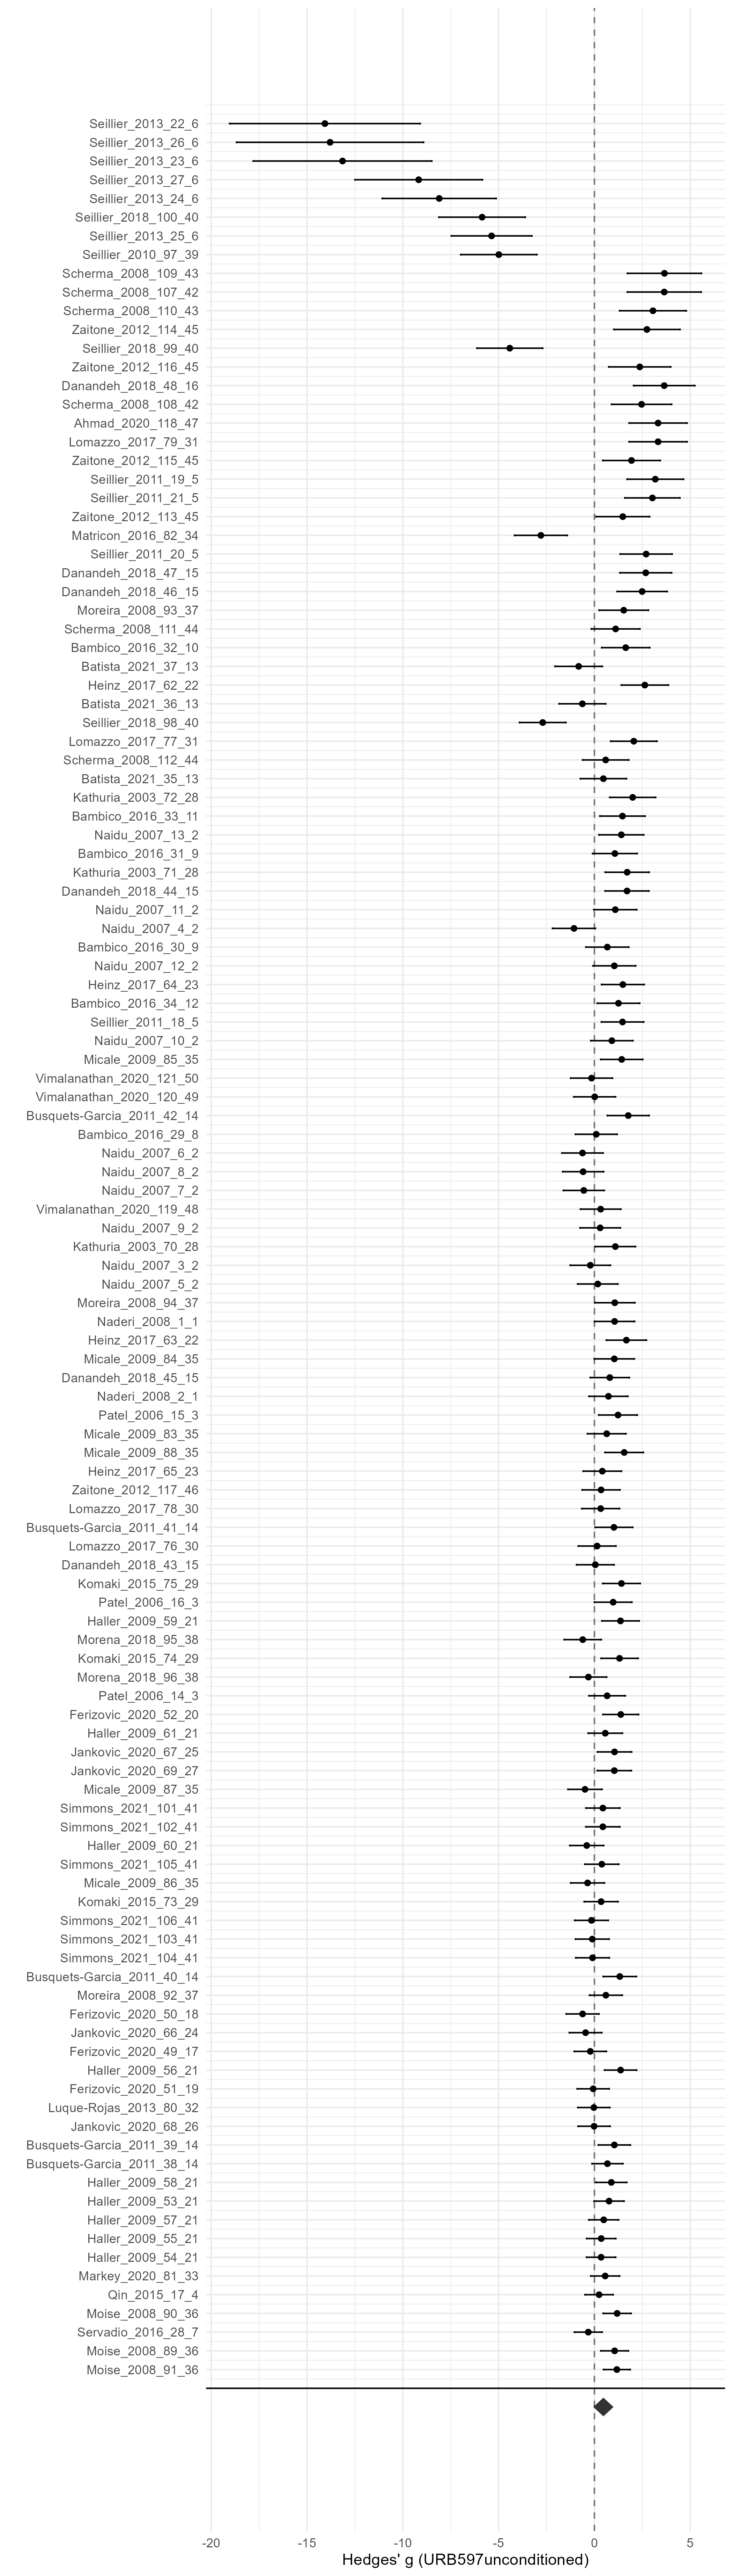 Seillier_2013_22_6
Seillier_2013_26_6
Seillier_2013_23_6
Seillier_2013_27_6
Seillier_2013_24_6
Seillier_2018_100_40
Seillier_2013_25_6
Seillier_2010_97_39
Scherma_2008_109_43
Scherma_2008_107_42
Scherma_2008_110_43
Zaitone_2012_114_45
Seillier_2018_99_40
Zaitone_2012_116_45
Danandeh_2018_48_16
Scherma_2008_108_42
Ahmad_2020_118_47
Lomazzo_2017_79_31
Zaitone_2012_115_45
Seillier_2011_19_5
Seillier_2011_21_5
Zaitone_2012_113_45
Matricon_2016_82_34
Seillier_2011_20_5
Danandeh_2018_47_15
Danandeh_2018_46_15
Moreira_2008_93_37
Scherma_2008_111_44
Bambico_2016_32_10
Batista_2021_37_13
Heinz_2017_62_22
Batista_2021_36_13
Seillier_2018_98_40
Lomazzo_2017_77_31
Scherma_2008_112_44
Batista_2021_35_13
Kathuria_2003_72_28
Bambico_2016_33_11
Naidu_2007_13_2
Bambico_2016_31_9
Kathuria_2003_71_28
Danandeh_2018_44_15
Naidu_2007_11_2
Naidu_2007_4_2
Bambico_2016_30_9
Naidu_2007_12_2
Heinz_2017_64_23
Bambico_2016_34_12
Seillier_2011_18_5
Naidu_2007_10_2
Micale_2009_85_35
Vimalanathan_2020_121_50
Vimalanathan_2020_120_49
Busquets-Garcia_2011_42_14
Bambico_2016_29_8
Naidu_2007_6_2
Naidu_2007_8_2
Naidu_2007_7_2
Vimalanathan_2020_119_48
Naidu_2007_9_2
Kathuria_2003_70_28
Naidu_2007_3_2
Naidu_2007_5_2
Moreira_2008_94_37
Naderi_2008_1_1
Heinz_2017_63_22
Micale_2009_84_35
Danandeh_2018_45_15
Naderi_2008_2_1
Patel_2006_15_3
Micale_2009_83_35
Micale_2009_88_35
Heinz_2017_65_23
Zaitone_2012_117_46
Lomazzo_2017_78_30
Busquets-Garcia_2011_41_14
Lomazzo_2017_76_30
Danandeh_2018_43_15
Komaki_2015_75_29
Patel_2006_16_3
Haller_2009_59_21
Morena_2018_95_38
Komaki_2015_74_29
Morena_2018_96_38
Patel_2006_14_3
Ferizovic_2020_52_20
Haller_2009_61_21
Jankovic_2020_67_25
Jankovic_2020_69_27
Micale_2009_87_35
Simmons_2021_101_41
Simmons_2021_102_41
Haller_2009_60_21
Simmons_2021_105_41
Micale_2009_86_35
Komaki_2015_73_29
Simmons_2021_106_41
Simmons_2021_103_41
Simmons_2021_104_41
Busquets-Garcia_2011_40_14
Moreira_2008_92_37
Ferizovic_2020_50_18
Jankovic_2020_66_24
Ferizovic_2020_49_17
Haller_2009_56_21
Ferizovic_2020_51_19
Luque-Rojas_2013_80_32
Jankovic_2020_68_26
Busquets-Garcia_2011_39_14
Busquets-Garcia_2011_38_14
Haller_2009_58_21
Haller_2009_53_21
Haller_2009_57_21
Haller_2009_55_21
Haller_2009_54_21
Markey_2020_81_33
Qin_2015_17_4
Moise_2008_90_36
Servadio_2016_28_7
Moise_2008_89_36
Moise_2008_91_36
-20 -15 -10 -5 0 5
Hedges' g (URB597unconditioned)